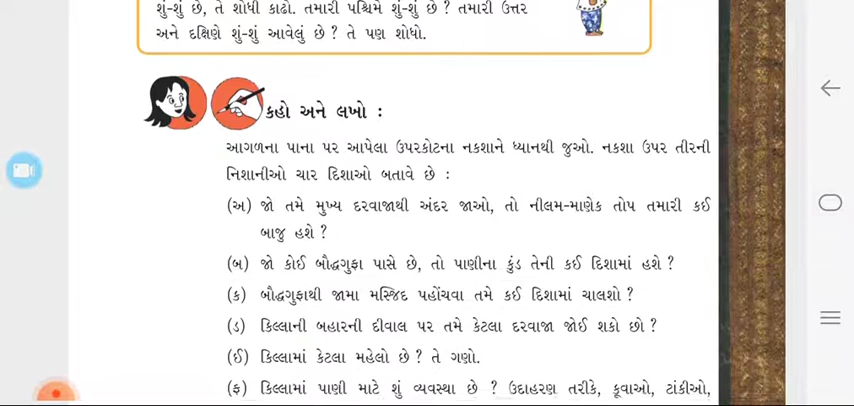 શું-શું છે, તે શોધી કાઢો. તમારી પશ્ચિમે શું-શું છે ? તમારી ઉત્તર
અને દક્ષિણે શું-શું આવેલું છે ? તે પણ શોધો.
કહો અને લખો :
આગળના પાના પર આપેલા ઉપરકોટના નકશાને ધ્યાનથી જુઓ. નકશા ઉપર તીરની
નિશાનીઓ ચાર દિશાઓ બતાવે છે :
(અ) જો તમે મુખ્ય દરવાજાથી અંદર જાઓ, તો નીલમ-માણેક તોપ તમારી કઈ
બાજુ હશે ?
(બ) જો કોઈ બૌદ્ધગુફા પાસે છે, તો પાણીના કુંડ તેની કઈ દિશામાં હશે ?
(ક) બૌદ્ધગુફાથી જામા મસ્જિદ પહોંચવા તમે કઈ દિશામાં ચાલશો ?
(ડ) કિલ્લાની બહારની દીવાલ પર તમે કેટલા દરવાજા જોઈ શકો છો ?
(ઈ) કિલ્લામાં કેટલા મહેલો છે ? તે ગણો.
(ફ) કિલ્લામાં પાણી માટે શું વ્યવસ્થા છે ? ઉદાહરણ તરીકે, કૂવાઓ, ટાંકીઓ,